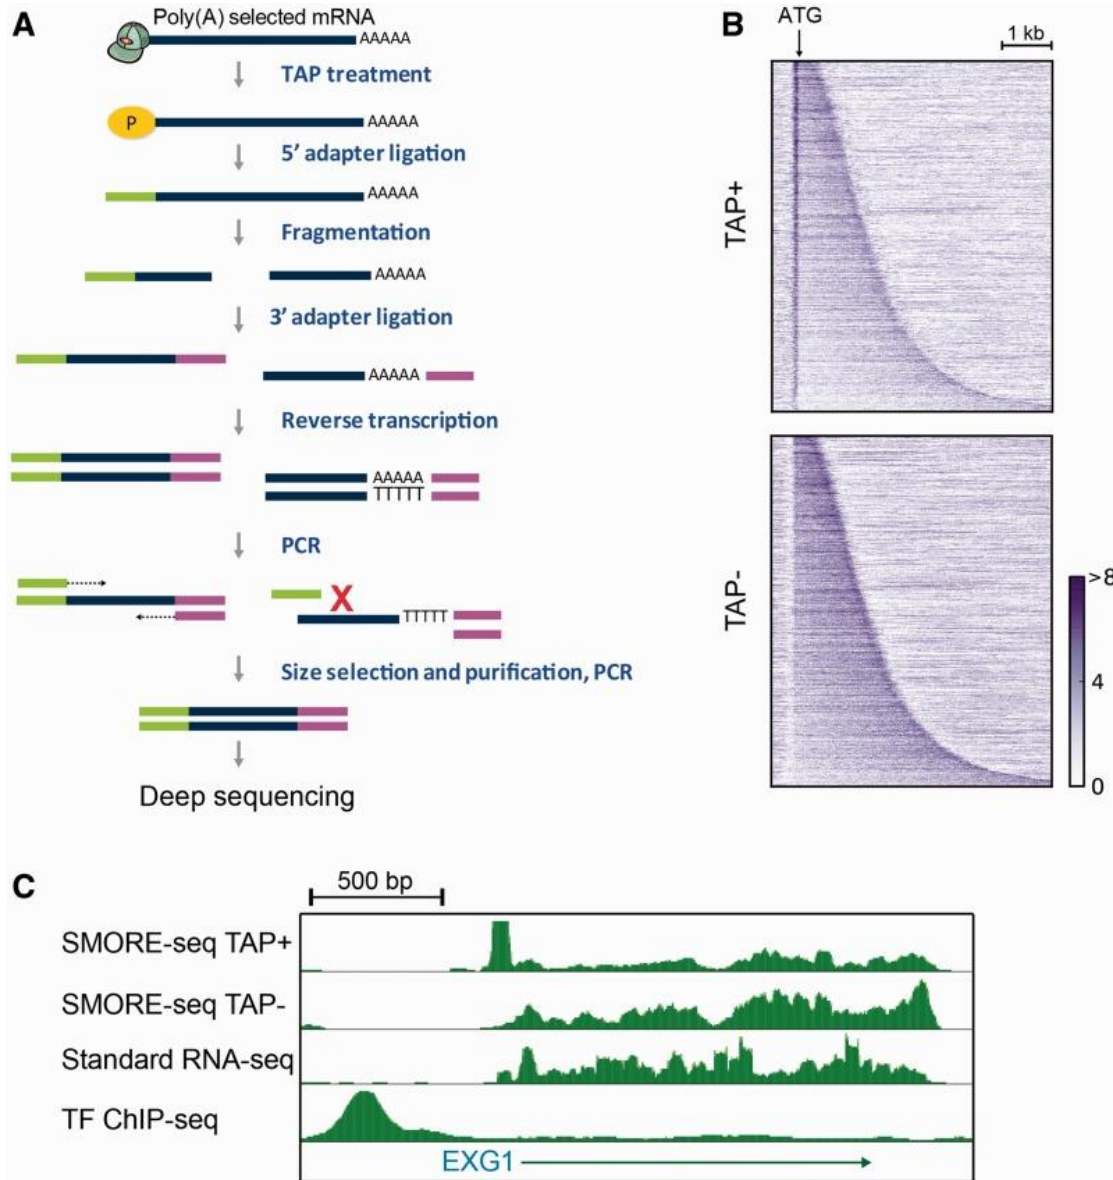 A
Poly(A) selected mRNA
AAAAA
TAP treatment
P
AAAAA
5' adapter ligation
AAAAA
Fragmentation
AAAAA
3' adapter ligation
AAAAA
Reverse transcription
AAAAA
TTTTT
PCR
X
TTTTT
Size selection and purification, PCR
Deep sequencing
B
ATG
1 kb
TAP+
TAP-
>8
4
0
C
500 bp
SMORE-seq TAP+
SMORE-seq TAP-
Standard RNA-seq
TF ChIP-seq
EXG1